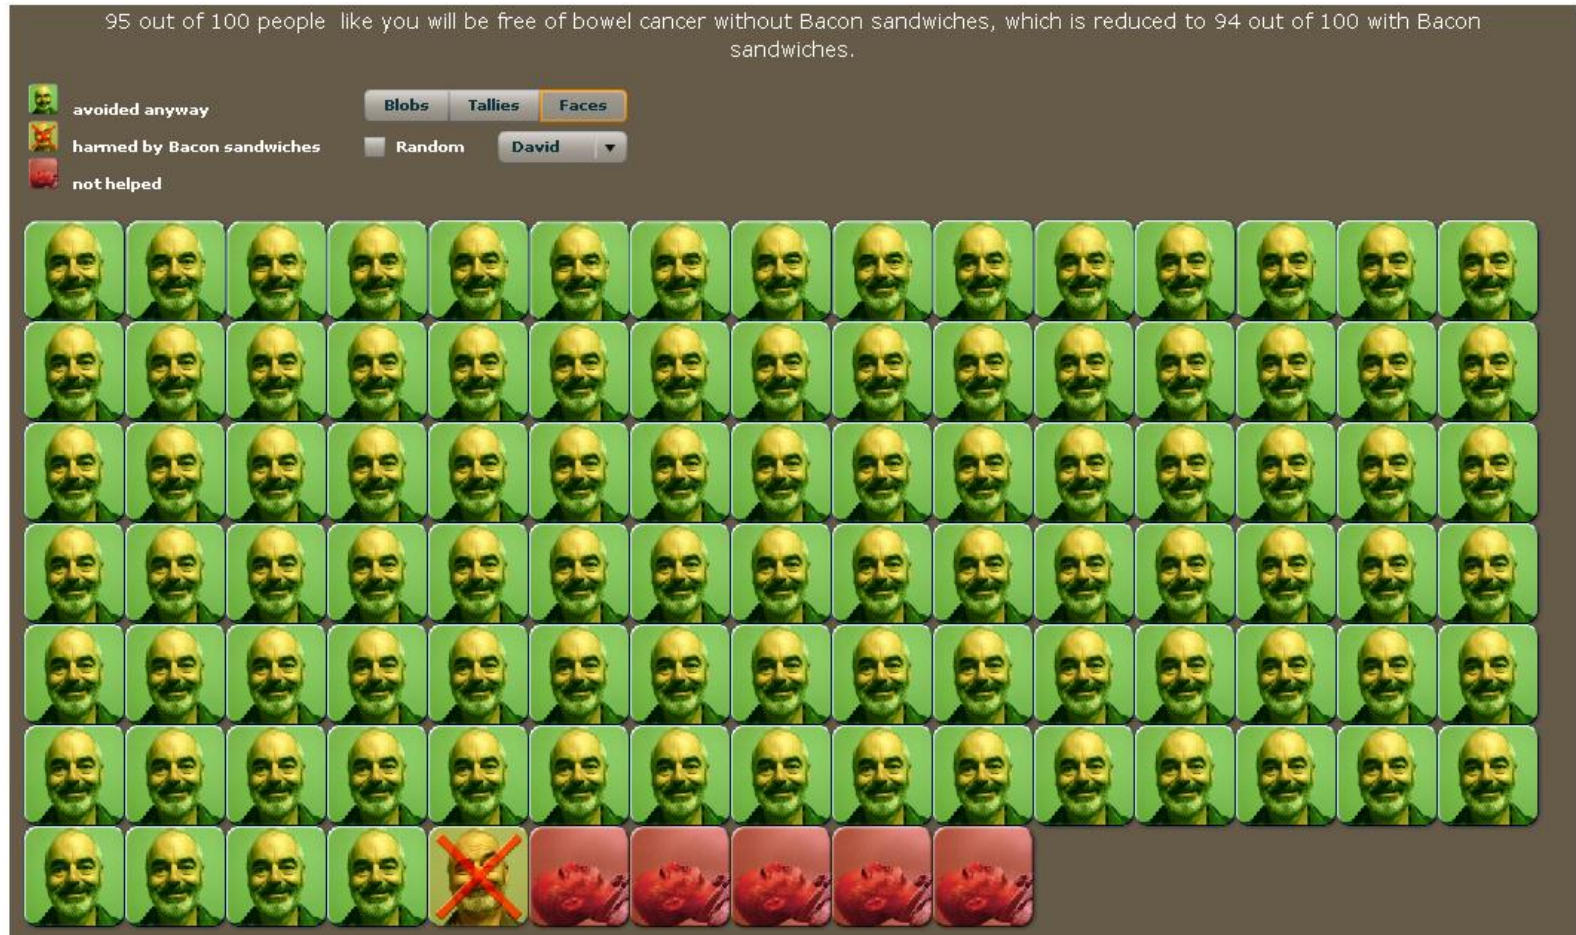 95 out of 100 people  like you will be free of bowel cancer without Bacon sandwiches, which is reduced to 94 out of 100 with Bacon
sandwiches.
avoided anyway
Blobs Tallies Faces
harmed by Bacon sandwiches
Random David
not helped